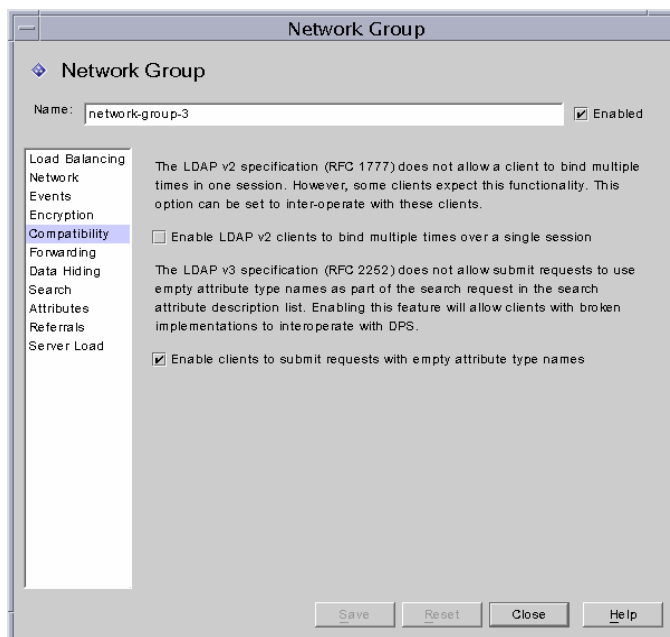 Network Group
Network Group
Name: network-group-3 Enabled
Load Balancing
Network
Events
Encryption
Compatibility
Forwarding
Data Hiding
Search
Attributes
Referrals
Server Load
The LDAP v2 specification (RFC 1777) does not allow a client to bind multiple
times in one session. However, some clients expect this functionality. This
option can be set to inter-operate with these clients.
Enable LDAP v2 clients to bind multiple times over a single session
The LDAP v3 specification (RFC 2252) does not allow submit requests to use
empty attribute type names as part of the search request in the search
attribute description list. Enabling this feature will allow clients with broken
implementations to interoperate with DPS.
Enable clients to submit requests with empty attribute type names
Save Reset Close Help